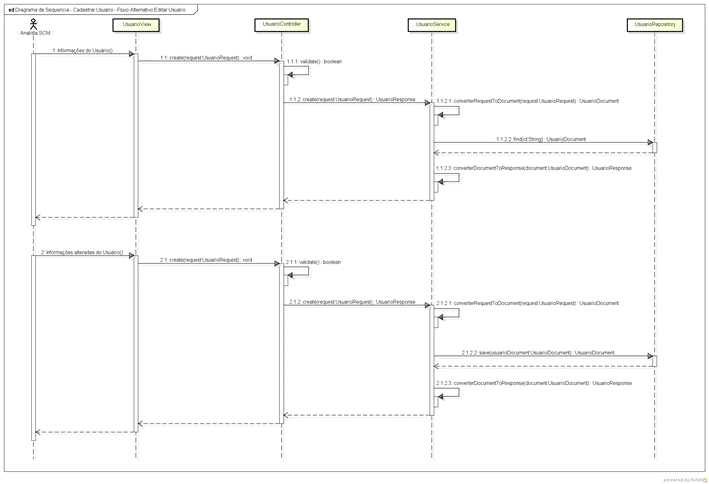 sd Diagrama de Sequencia - Cadastrar Usuario - Fluxo Alternativo Editar Usuario
UsuarioView
UsuarioController
UsuarioService
UsuarioRepository
Analista SCM
1: Informações do Usuário()
1.1: create(request:UsuarioRequest) : void
1.1.1: validate() : boolean
1.1.2: create(request:UsuarioRequest) : UsuarioResponse
1.1.2.1: converterRequestToDocument(request:UsuarioRequest) : UsuarioDocument
1.1.2.2: find(id:String) : UsuarioDocument
1.1.2.3: converterDocumentToResponse(document:UsuarioDocument) : UsuarioResponse
2: Informações alteradas do Usuário()
2.1: create(request:UsuarioRequest) : void
2.1.1: validate() : boolean
2.1.2: create(request:UsuarioRequest) : UsuarioResponse
2.1.2.1: converterRequestToDocument(request:UsuarioRequest) : UsuarioDocument
2.1.2.2: save(usuarioDocument:UsuarioDocument) : UsuarioDocument
2.1.2.3: converterDocumentToResponse(document:UsuarioDocument) : UsuarioResponse
powered by Astah